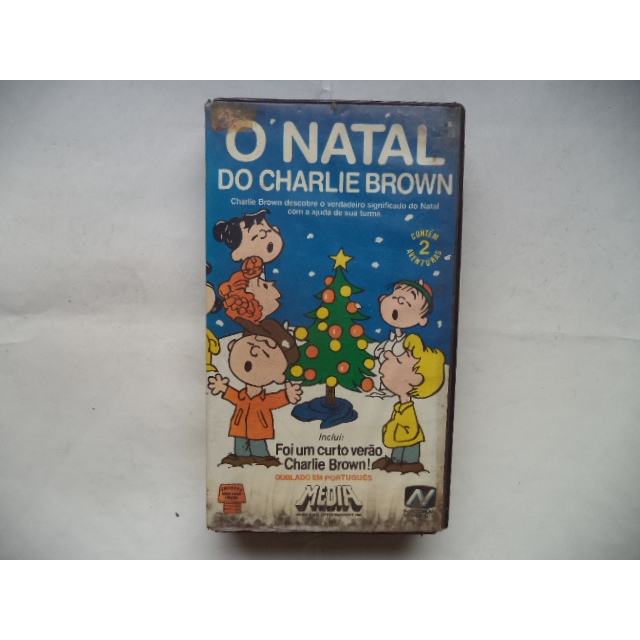 O NATAL
DO CHARLIE BROWN
Charlie Brown descobre o verdadeiro significado do Natal
com a ajuda de sua turma.
CONTÉM
2
AVENTURAS
Inclui:
Foi um curto verão
Charlie Brown!
DUBLADO EM PORTUGUÊS
MEDIA